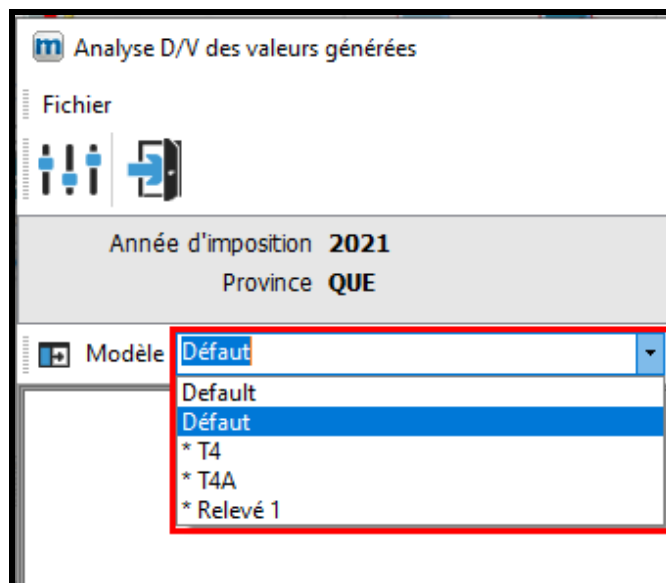 m Analyse D/V des valeurs générées
Fichier
Année d'imposition 2021
Province QUE
Modèle Défaut
Default
Défaut
* T4
* T4A
* Relevé 1